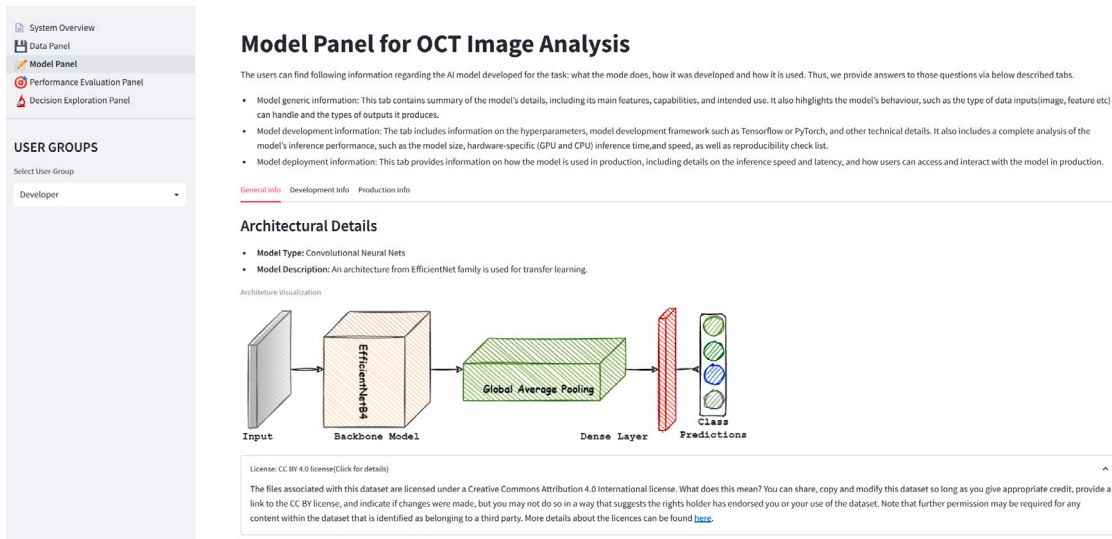 System Overview
Data Panel
Model Panel
Performance Evaluation Panel
Decision Exploration Panel
USER GROUPS
Select User-Group
Developer
Model Panel for OCT Image Analysis
The users can find following information regarding the AI model developed for the task: what the mode does, how it was developed and how it is used. Thus, we provide answers to those questions via below described tabs.
• Model generic information: This tab contains summary of the model's details, including its main features, capabilities, and intended use. It also hihglights the model's behaviour, such as the type of data inputs(image, feature etc)
can handle and the types of outputs it produces.
• Model development information: The tab includes information on the hyperparameters, model development framework such as Tensorflow or PyTorch, and other technical details. It also includes a complete analysis of the
model's inference performance, such as the model size, hardware-specific (GPU and CPU) inference time,and speed, as well as reproducibility check list.
• Model deployment information: This tab provides information on how the model is used in production, including details on the inference speed and latency, and how users can access and interact with the model in production.
General Info Development Info Production Info
Architectural Details
• Model Type: Convolutional Neural Nets
• Model Description: An architecture from EfficientNet family is used for transfer learning.
Architeture Visualization
EfficientNetB4
Global Average Pooling
Input
Backbone Model
Dense Layer
Class
Predictions
License: CC BY 4.0 license(Click for details)
The files associated with this dataset are licensed under a Creative Commons Attribution 4.0 International license. What does this mean? You can share, copy and modify this dataset so long as you give appropriate credit, provide a
link to the CC BY license, and indicate if changes were made, but you may not do so in a way that suggests the rights holder has endorsed you or your use of the dataset. Note that further permission may be required for any
content within the dataset that is identified as belonging to a third party. More details about the licences can be found here.